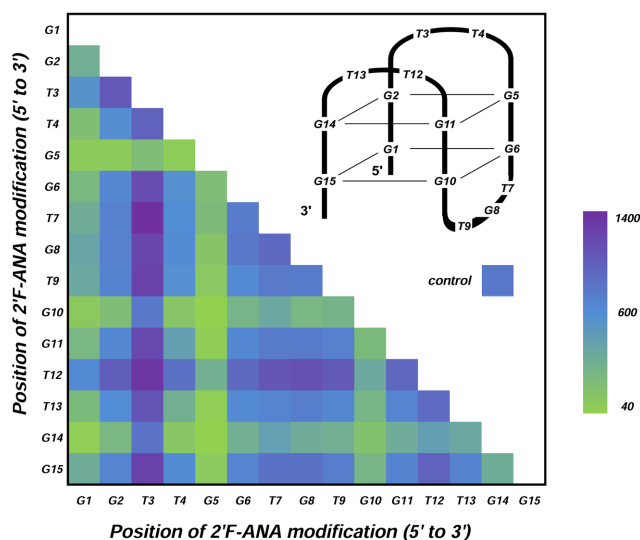 Position of 2'F-ANA modification (5' to 3')
G1
G2
T3
T4
G5
G6
T7
G8
T9
G10
G11
T12
T13
G14
G15
G1 G2 T3 T4 G5 G6 T7 G8 T9 G10 G11 T12 T13 G14 G15
Position of 2'F-ANA modification (5' to 3')
T3 T4
T13 T12
G2 G5
G14 G11
G1 G6
5'
G15 G10
T7
3'
G8
T9
control
1400
600
40